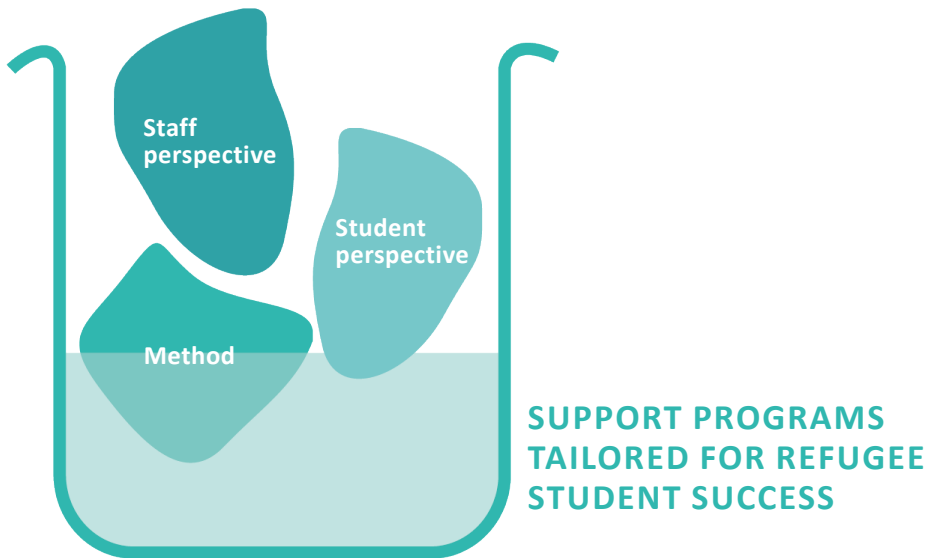 Staff
perspective
Student
perspective
Method
SUPPORT PROGRAMS
TAILORED FOR REFUGEE
STUDENT SUCCESS